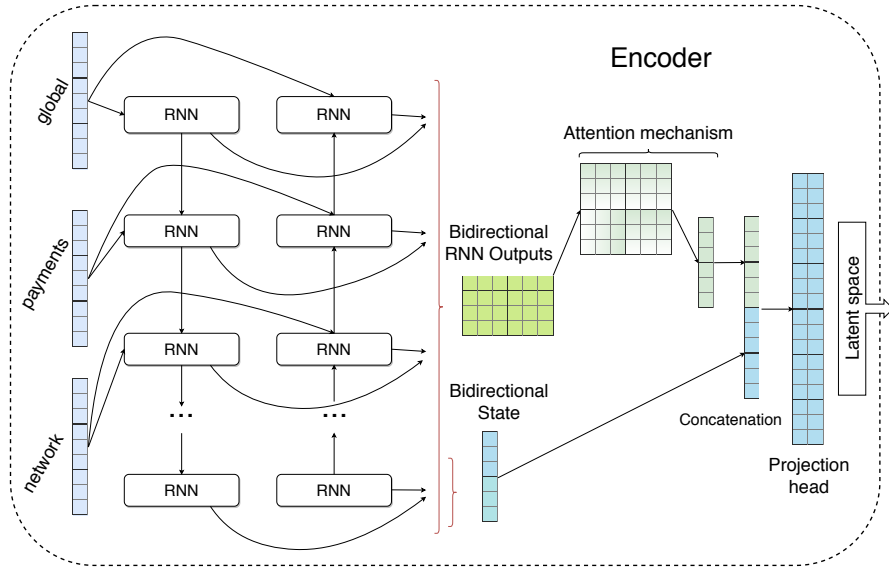 Encoder
global
RNN
RNN
Attention mechanism
payments
RNN
RNN
Bidirectional
RNN Outputs
Latent space
RNN
RNN
network
...
...
Bidirectional
State
Concatenation
Projection
head
RNN
RNN